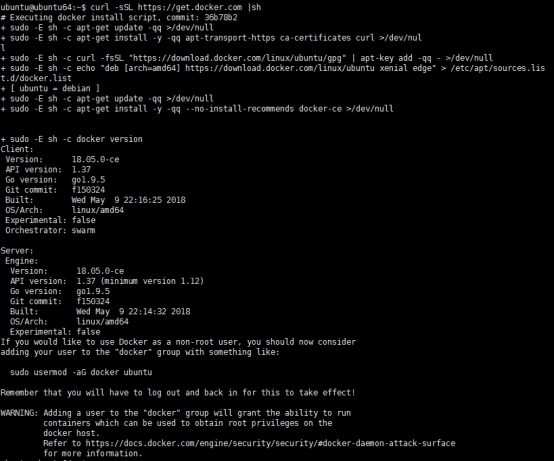 ubuntu@ubuntu64:~$ curl -sSL https://get.docker.com |sh
# Executing docker install script, commit: 36b78b2
+ sudo -E sh -c apt-get update -qq >/dev/null
+ sudo -E sh -c apt-get install -y -qq apt-transport-https ca-certificates curl >/dev/nul
l
+ sudo -E sh -c curl -fsSL "https://download.docker.com/linux/ubuntu/gpg" | apt-key add -qq - >/dev/null
+ sudo -E sh -c echo "deb [arch=amd64] https://download.docker.com/linux/ubuntu xenial edge" > /etc/apt/sources.lis
t.d/docker.list
+ [ ubuntu = debian ]
+ sudo -E sh -c apt-get update -qq >/dev/null
+ sudo -E sh -c apt-get install -y -qq --no-install-recommends docker-ce >/dev/null
+ sudo -E sh -c docker version
Client:
Version: 18.05.0-ce
API version: 1.37
Go version: go1.9.5
Git commit: f150324
Built: Wed May 9 22:16:25 2018
OS/Arch: linux/amd64
Experimental: false
Orchestrator: swarm
Server:
Engine:
Version: 18.05.0-ce
API version: 1.37 (minimum version 1.12)
Go version: go1.9.5
Git commit: f150324
Built: Wed May 9 22:14:32 2018
OS/Arch: linux/amd64
Experimental: false
If you would like to use Docker as a non-root user, you should now consider
adding your user to the "docker" group with something like:
sudo usermod -aG docker ubuntu
Remember that you will have to log out and back in for this to take effect!
WARNING: Adding a user to the "docker" group will grant the ability to run
containers which can be used to obtain root privileges on the
docker host.
Refer to https://docs.docker.com/engine/security/security/#docker-daemon-attack-surface
for more information.